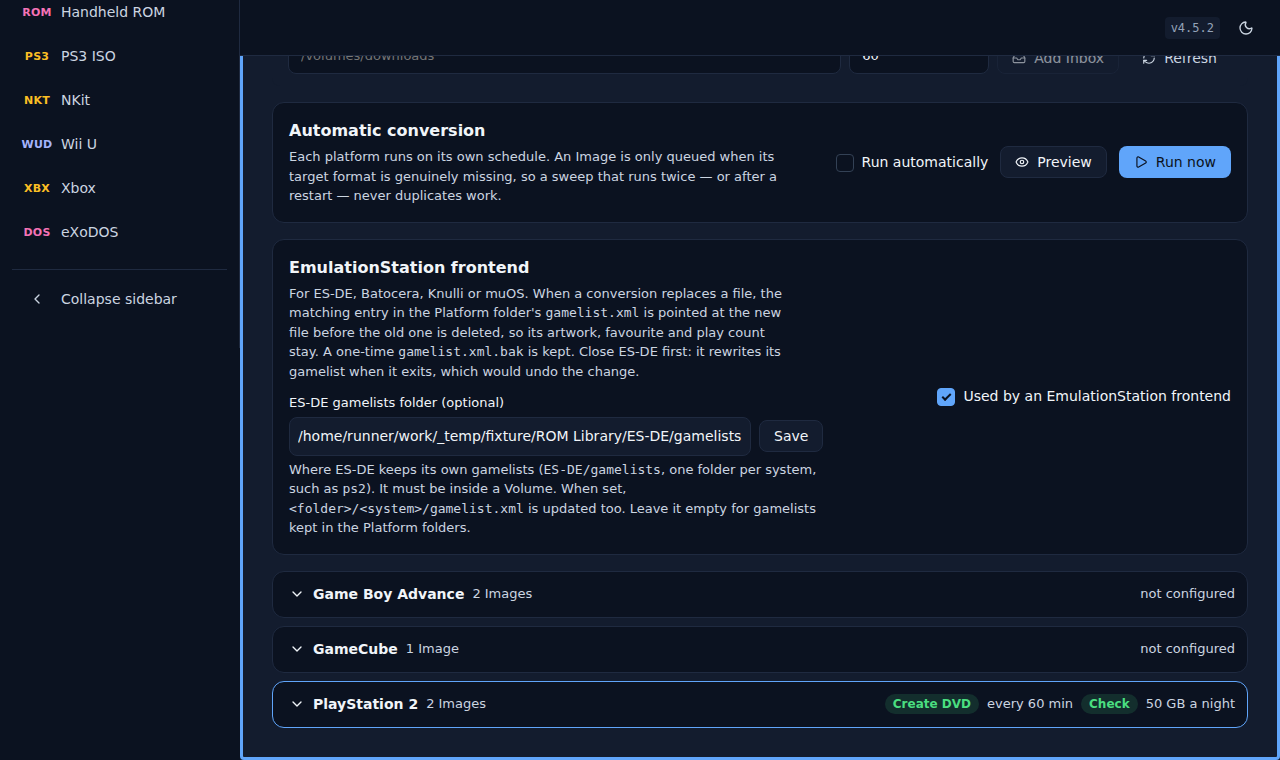 ROM Handheld ROM
PS3 PS3 ISO
NKT NKit
WUD Wii U
XBX Xbox
DOS eXoDOS
Collapse sidebar
v4.5.2
/volumes/downloads
60
Add Inbox
Refresh
Automatic conversion
Each platform runs on its own schedule. An Image is only queued when its
target format is genuinely missing, so a sweep that runs twice — or after a
restart — never duplicates work.
Run automatically
Preview
Run now
EmulationStation frontend
For ES-DE, Batocera, Knulli or muOS. When a conversion replaces a file, the
matching entry in the Platform folder's gamelist.xml is pointed at the new
file before the old one is deleted, so its artwork, favourite and play count
stay. A one-time gamelist.xml.bak is kept. Close ES-DE first: it rewrites its
gamelist when it exits, which would undo the change.
ES-DE gamelists folder (optional)
/home/runner/work/_temp/fixture/ROM Library/ES-DE/gamelists
Save
Where ES-DE keeps its own gamelists (ES-DE/gamelists, one folder per system,
such as ps2). It must be inside a Volume. When set,
<folder>/<system>/gamelist.xml is updated too. Leave it empty for gamelists
kept in the Platform folders.
Used by an EmulationStation frontend
Game Boy Advance 2 Images not configured
GameCube 1 Image not configured
PlayStation 2 2 Images Create DVD every 60 min Check 50 GB a night